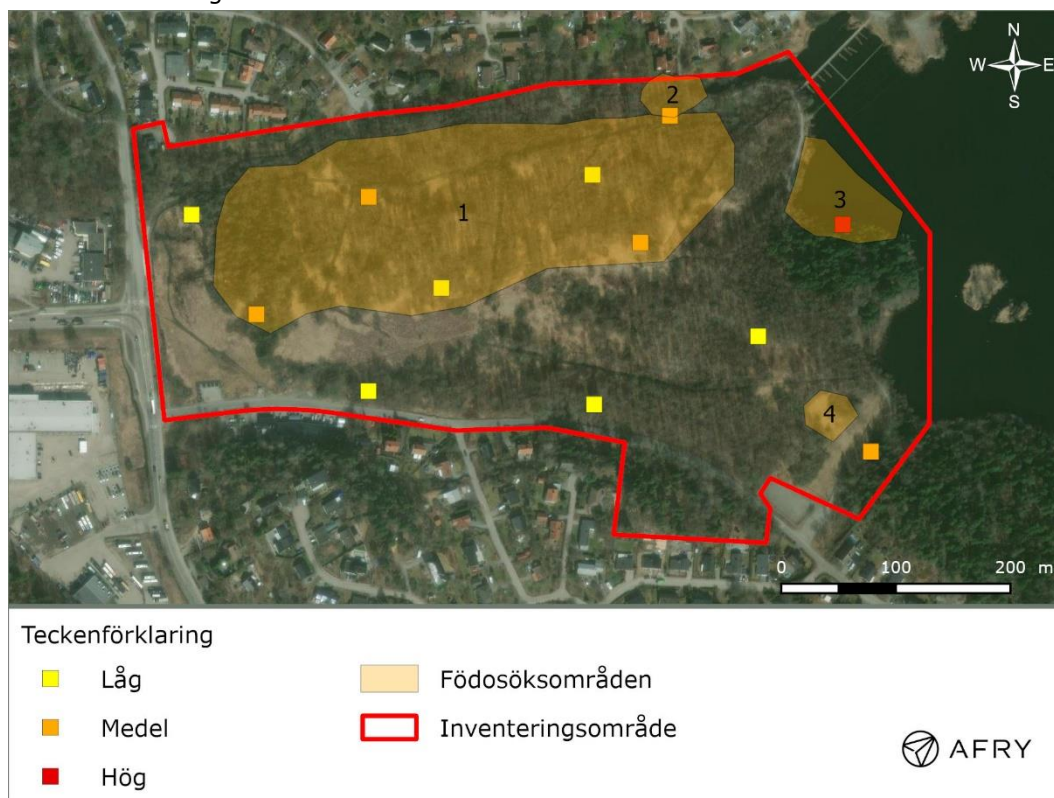 N
W E
S
2
1
3
4
0 100 200 m
Teckenförklaring
Låg Födosöksområden
Medel Inventeringsområde
Hög
AFRY